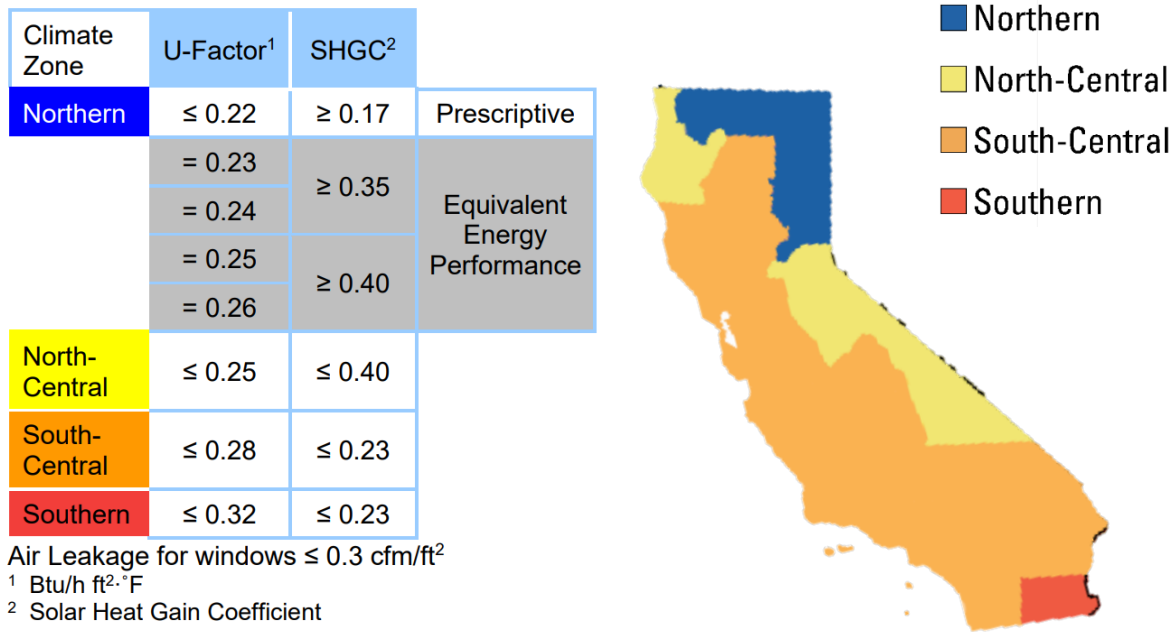 Climate
Zone
U-Factor¹
SHGC²
Northern
≤ 0.22
≥ 0.17
Prescriptive
= 0.23
≥ 0.35
= 0.24
= 0.25
≥ 0.40
= 0.26
Equivalent
Energy
Performance
North-
Central
≤ 0.25
≤ 0.40
South-
Central
≤ 0.28
≤ 0.23
Southern
≤ 0.32
≤ 0.23
Air Leakage for windows ≤ 0.3 cfm/ft²
¹ Btu/h ft²·˚F
² Solar Heat Gain Coefficient
Northern
North-Central
South-Central
Southern